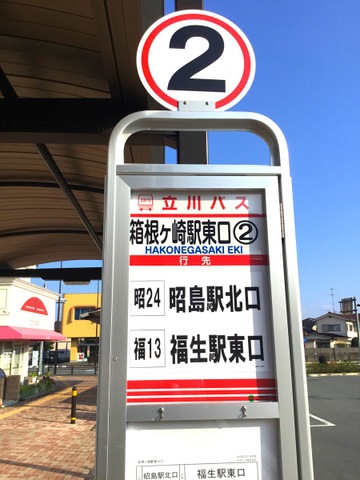 2
立川バス
箱根ヶ崎駅東口②
HAKONEGASAKI EKI
行先
昭24 昭島駅北口
福13 福生駅東口
昭島駅北口 福生駅東口